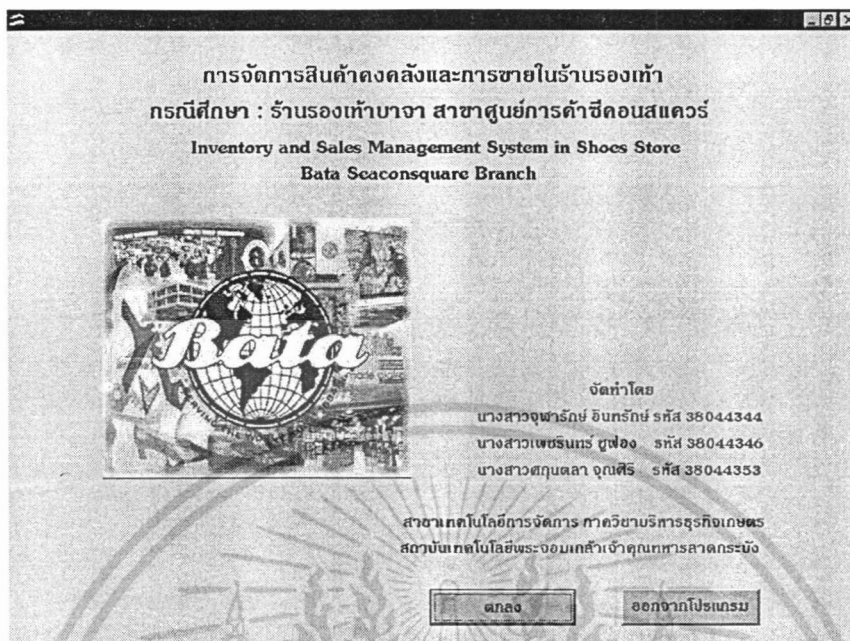 การจัดการสินค้าคงคลังและการขายในร้านรองเท้า
กรณีศึกษา : ร้านรองเท้าบาจา สาขาศูนย์การค้าซีคอนสแควร์
Inventory and Sales Management System in Shoes Store
Bata Seaconsquare Branch
Bata
จัดทำโดย
นางสาวจุฬารักษ์ อินทรักษ์ รหัส 38044344
นางสาวเพชรินทร์ ชูฟอง รหัส 38044346
นางสาวศกุนตลา จุณศิริ รหัส 38044353
สาขาเทคโนโลยีการจัดการ ภาควิชาบริหารธุรกิจเกษตร
สถาบันเทคโนโลยีพระจอมเกล้าเจ้าคุณทหารลาดกระบัง
ตกลง
ออกจากโปรแกรม